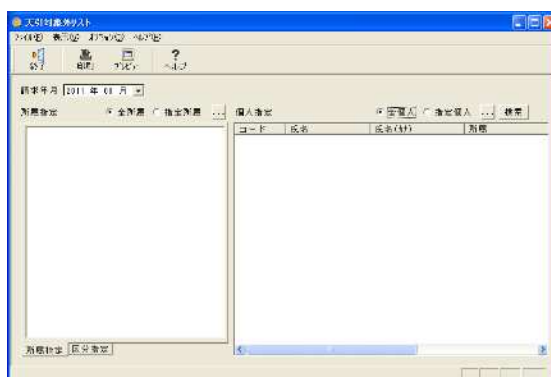 天引対象外リスト
ファイル(F) 表示(V) オプション(O) ヘルプ(H)
終了 印刷 プレビュー ヘルプ
請求年月 2011 年 01 月
所属指定 全所属 指定所属 ... 個人指定 全個人 指定個人 ... 検索
コード 氏名 氏名(カナ) 所属
所属指定 区分指定